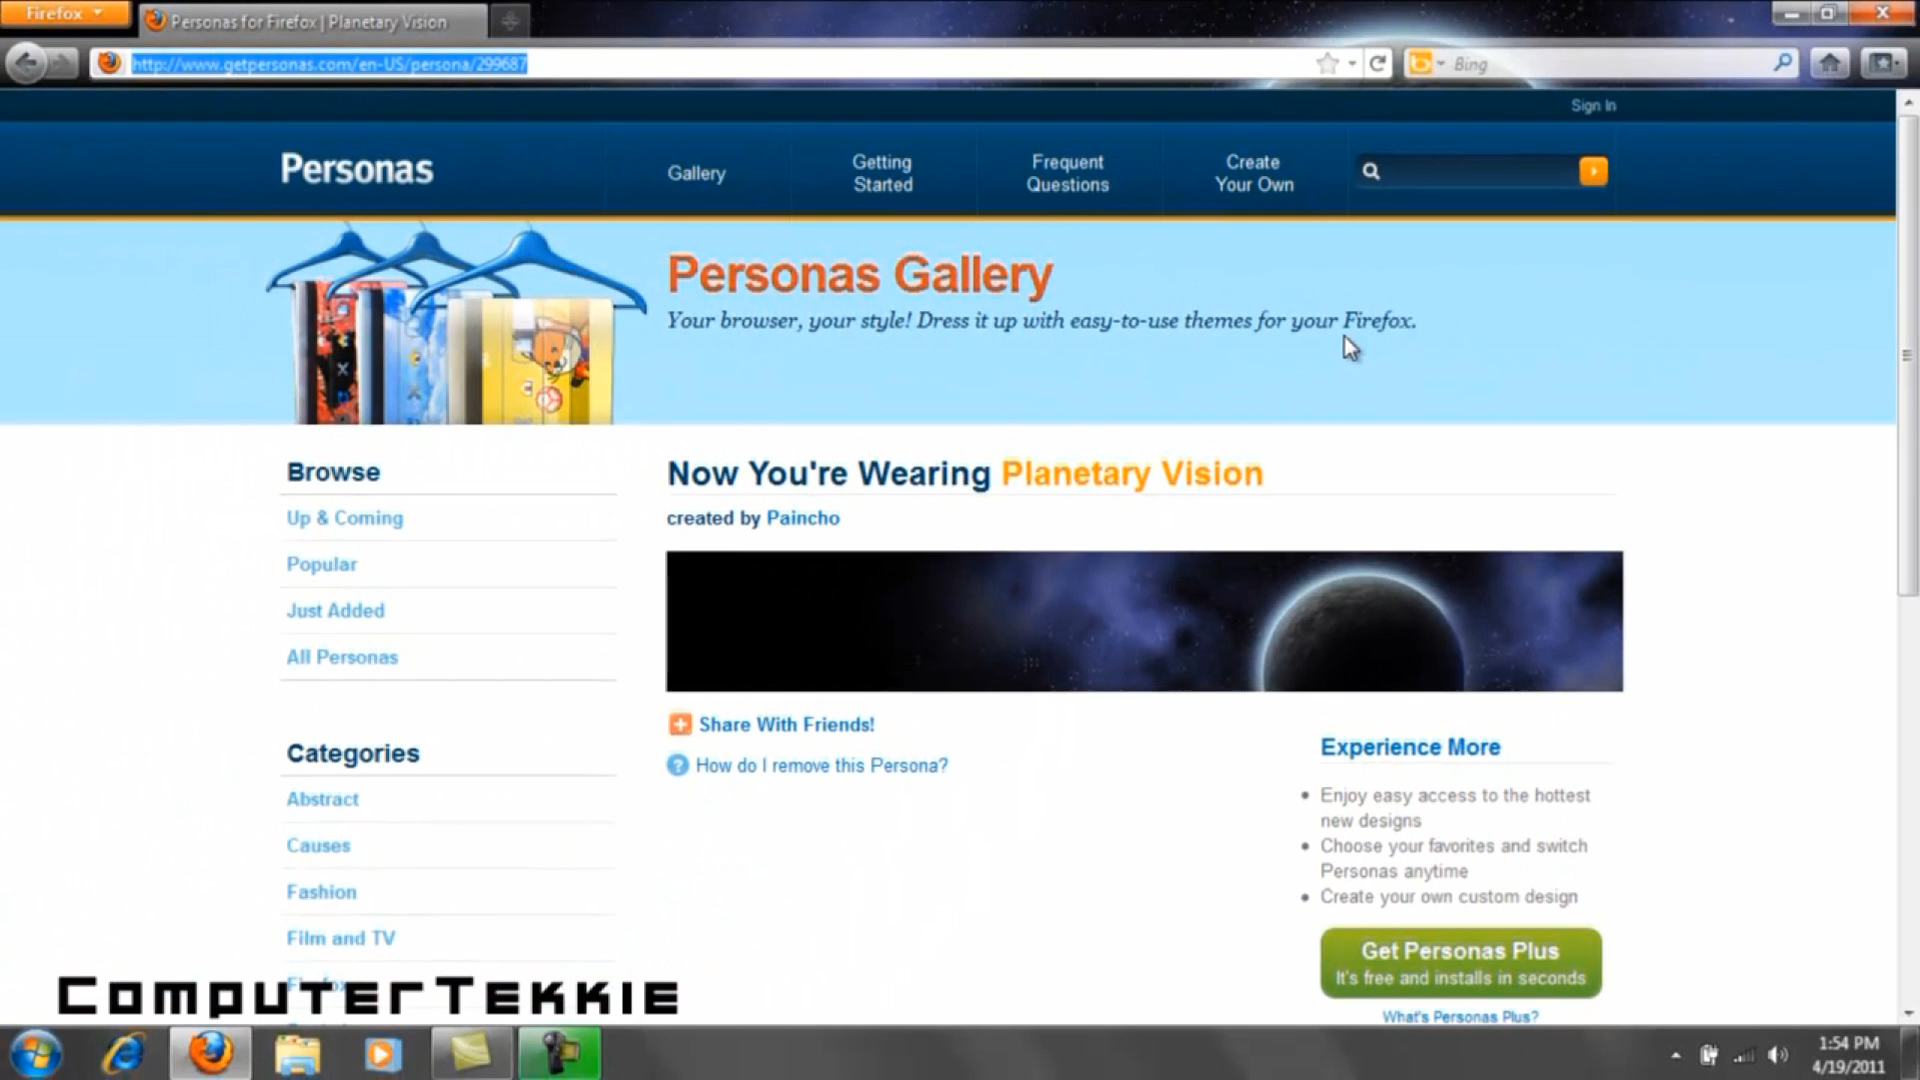 Firefox
Personas for Firefox | Planetary Vision
http://www.getpersonas.com/en-US/persona/299687
Bing
Sign In
Personas
Gallery
Getting
Started
Frequent
Questions
Create
Your Own
Personas Gallery
Your browser, your style! Dress it up with easy-to-use themes for your Firefox.
Browse
Up & Coming
Popular
Just Added
All Personas
Now You're Wearing Planetary Vision
created by Paincho
Share With Friends!
How do I remove this Persona?
Categories
Abstract
Causes
Fashion
Film and TV
Experience More
Enjoy easy access to the hottest
new designs
Choose your favorites and switch
Personas anytime
Create your own custom design
Get Personas Plus
It's free and installs in seconds
What's Personas Plus?
ComputerTekkie
1:54 PM
4/19/2011